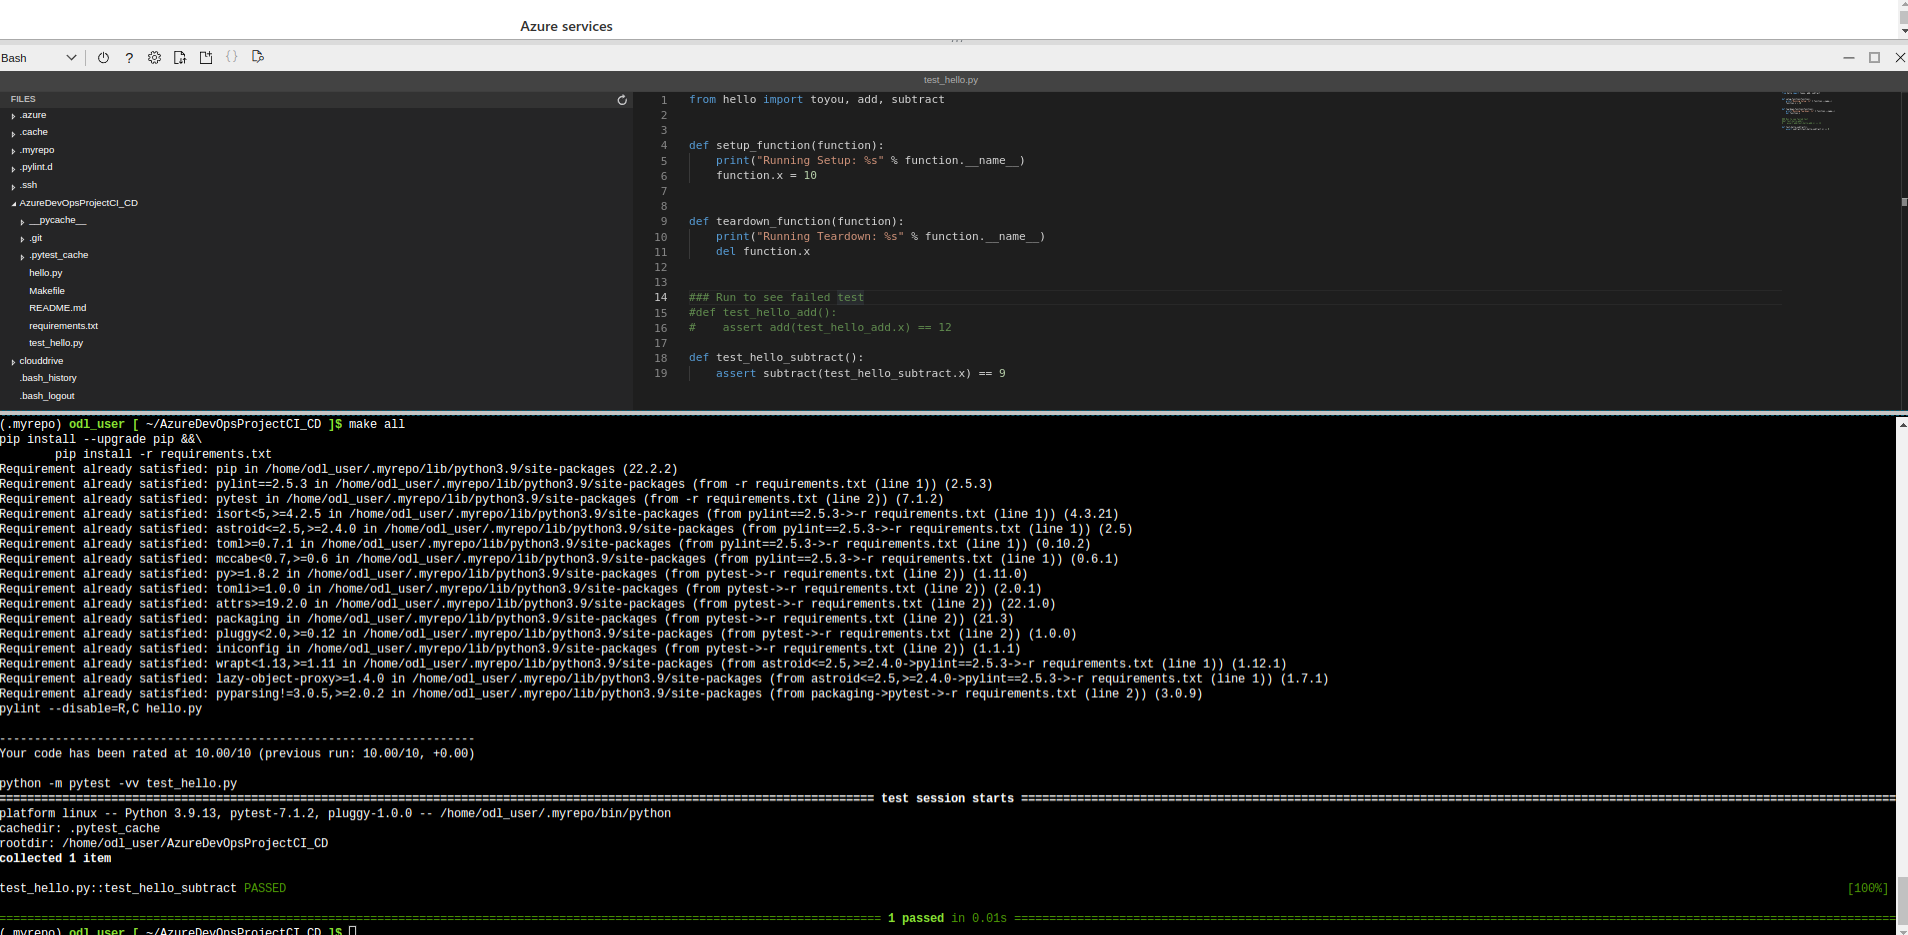 Azure services
Bash
test_hello.py
FILES
.azure
.cache
.myrepo
.pylint.d
.ssh
AzureDevOpsProjectCI_CD
__pycache__
.git
.pytest_cache
hello.py
Makefile
README.md
requirements.txt
test_hello.py
clouddrive
.bash_history
.bash_logout
1 from hello import toyou, add, subtract
2
3
4 def setup_function(function):
5 print("Running Setup: %s" % function.__name__)
6 function.x = 10
7
8
9 def teardown_function(function):
10 print("Running Teardown: %s" % function.__name__)
11 del function.x
12
13
14 ### Run to see failed test
15 #def test_hello_add():
16 #    assert add(test_hello_add.x) == 12
17
18 def test_hello_subtract():
19 assert subtract(test_hello_subtract.x) == 9
(.myrepo) odl_user [ ~/AzureDevOpsProjectCI_CD ]$ make all
pip install --upgrade pip &&\
pip install -r requirements.txt
Requirement already satisfied: pip in /home/odl_user/.myrepo/lib/python3.9/site-packages (22.2.2)
Requirement already satisfied: pylint==2.5.3 in /home/odl_user/.myrepo/lib/python3.9/site-packages (from -r requirements.txt (line 1)) (2.5.3)
Requirement already satisfied: pytest in /home/odl_user/.myrepo/lib/python3.9/site-packages (from -r requirements.txt (line 2)) (7.1.2)
Requirement already satisfied: isort<5,>=4.2.5 in /home/odl_user/.myrepo/lib/python3.9/site-packages (from pylint==2.5.3->-r requirements.txt (line 1)) (4.3.21)
Requirement already satisfied: astroid<=2.5,>=2.4.0 in /home/odl_user/.myrepo/lib/python3.9/site-packages (from pylint==2.5.3->-r requirements.txt (line 1)) (2.5)
Requirement already satisfied: toml>=0.7.1 in /home/odl_user/.myrepo/lib/python3.9/site-packages (from pylint==2.5.3->-r requirements.txt (line 1)) (0.10.2)
Requirement already satisfied: mccabe<0.7,>=0.6 in /home/odl_user/.myrepo/lib/python3.9/site-packages (from pylint==2.5.3->-r requirements.txt (line 1)) (0.6.1)
Requirement already satisfied: py>=1.8.2 in /home/odl_user/.myrepo/lib/python3.9/site-packages (from pytest->-r requirements.txt (line 2)) (1.11.0)
Requirement already satisfied: tomli>=1.0.0 in /home/odl_user/.myrepo/lib/python3.9/site-packages (from pytest->-r requirements.txt (line 2)) (2.0.1)
Requirement already satisfied: attrs>=19.2.0 in /home/odl_user/.myrepo/lib/python3.9/site-packages (from pytest->-r requirements.txt (line 2)) (22.1.0)
Requirement already satisfied: packaging in /home/odl_user/.myrepo/lib/python3.9/site-packages (from pytest->-r requirements.txt (line 2)) (21.3)
Requirement already satisfied: pluggy<2.0,>=0.12 in /home/odl_user/.myrepo/lib/python3.9/site-packages (from pytest->-r requirements.txt (line 2)) (1.0.0)
Requirement already satisfied: iniconfig in /home/odl_user/.myrepo/lib/python3.9/site-packages (from pytest->-r requirements.txt (line 2)) (1.1.1)
Requirement already satisfied: wrapt<1.13,>=1.11 in /home/odl_user/.myrepo/lib/python3.9/site-packages (from astroid<=2.5,>=2.4.0->pylint==2.5.3->-r requirements.txt (line 1)) (1.12.1)
Requirement already satisfied: lazy-object-proxy>=1.4.0 in /home/odl_user/.myrepo/lib/python3.9/site-packages (from astroid<=2.5,>=2.4.0->pylint==2.5.3->-r requirements.txt (line 1)) (1.7.1)
Requirement already satisfied: pyparsing!=3.0.5,>=2.0.2 in /home/odl_user/.myrepo/lib/python3.9/site-packages (from packaging->pytest->-r requirements.txt (line 2)) (3.0.9)
pylint --disable=R,C hello.py
--------------------------------------------------------------------
Your code has been rated at 10.00/10 (previous run: 10.00/10, +0.00)
python -m pytest -vv test_hello.py
test session starts
platform linux -- Python 3.9.13, pytest-7.1.2, pluggy-1.0.0 -- /home/odl_user/.myrepo/bin/python
cachedir: .pytest_cache
rootdir: /home/odl_user/AzureDevOpsProjectCI_CD
collected 1 item
test_hello.py::test_hello_subtract PASSED [100%]
1 passed in 0.01s
(.myrepo) odl_user [ ~/AzureDevOpsProjectCI_CD ]$